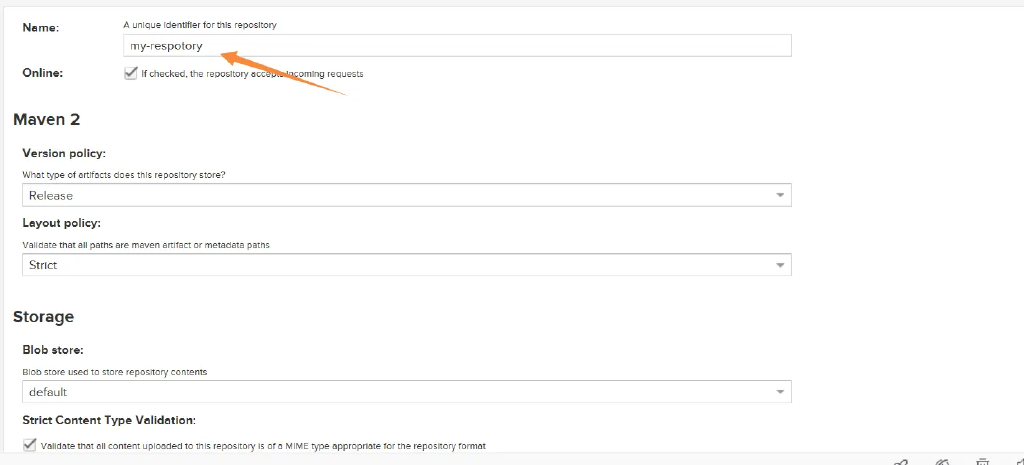 Name:
A unique identifier for this repository
my-respotory
Online:
If checked, the repository accepts incoming requests
Maven 2
Version policy:
What type of artifacts does this repository store?
Release
Layout policy:
Validate that all paths are maven artifact or metadata paths
Strict
Storage
Blob store:
Blob store used to store repository contents
default
Strict Content Type Validation:
Validate that all content uploaded to this repository is of a MIME type appropriate for the repository format